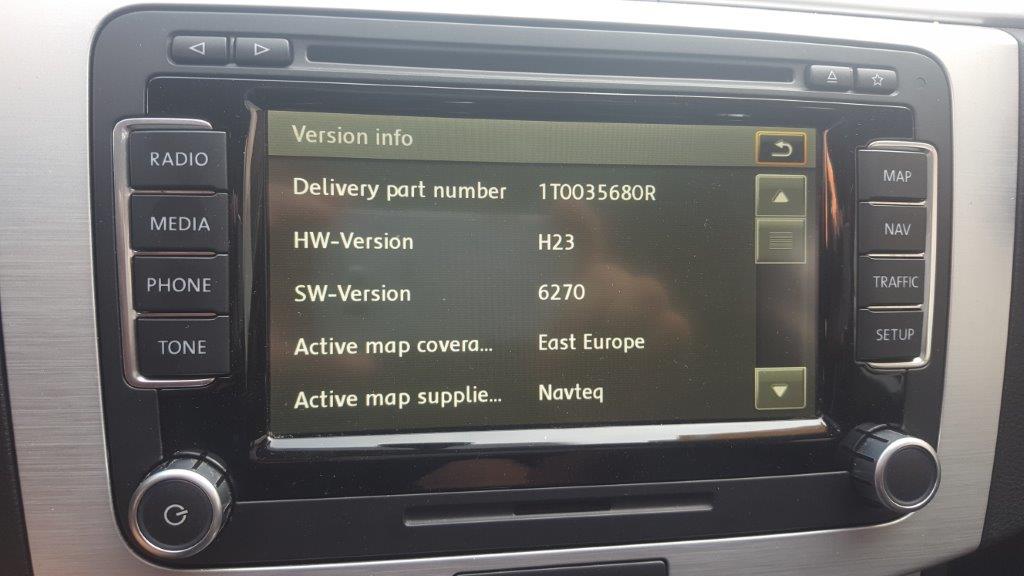 Version info
Delivery part number 1T0035680R
HW-Version H23
SW-Version 6270
Active map covera... East Europe
Active map supplie... Navteq
RADIO
MEDIA
PHONE
TONE
MAP
NAV
TRAFFIC
SETUP